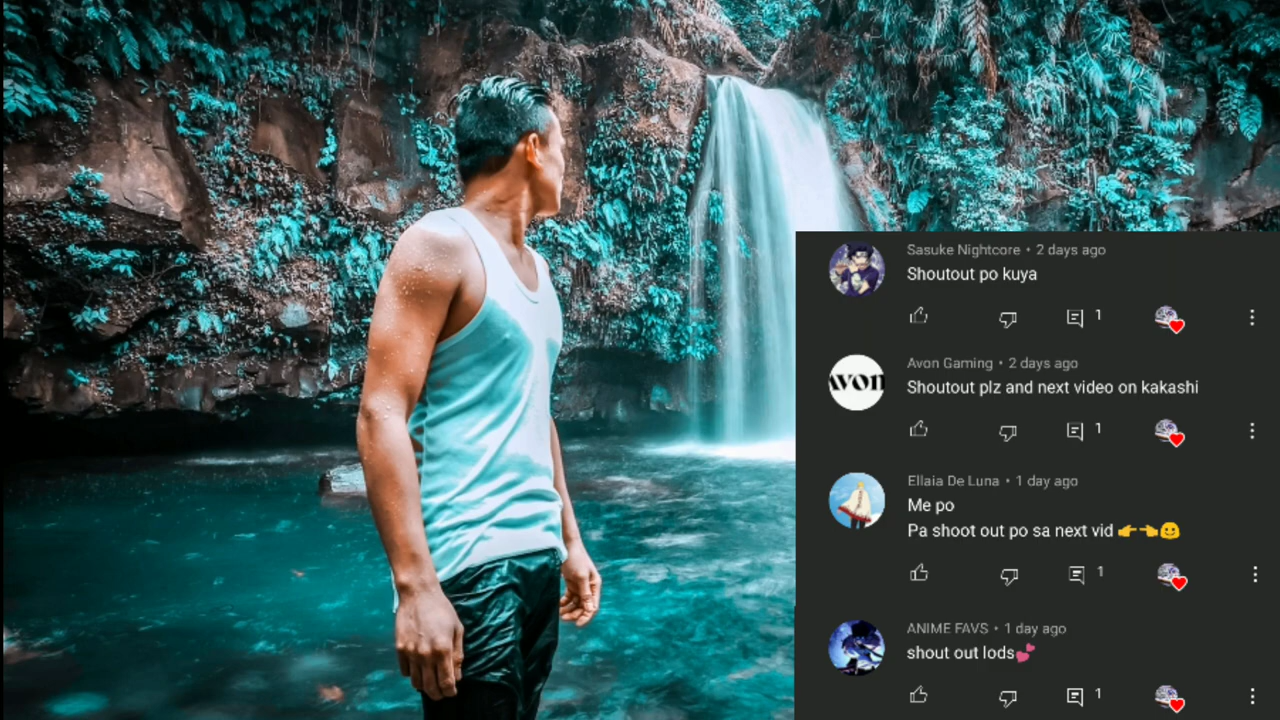 Sasuke Nightcore • 2 days ago
Shoutout po kuya
1
AVON
Avon Gaming • 2 days ago
Shoutout plz and next video on kakashi
1
Ellaia De Luna • 1 day ago
Me po
Pa shoot out po sa next vid 👉👈🙂
1
ANIME FAVS • 1 day ago
shout out lods💕
1